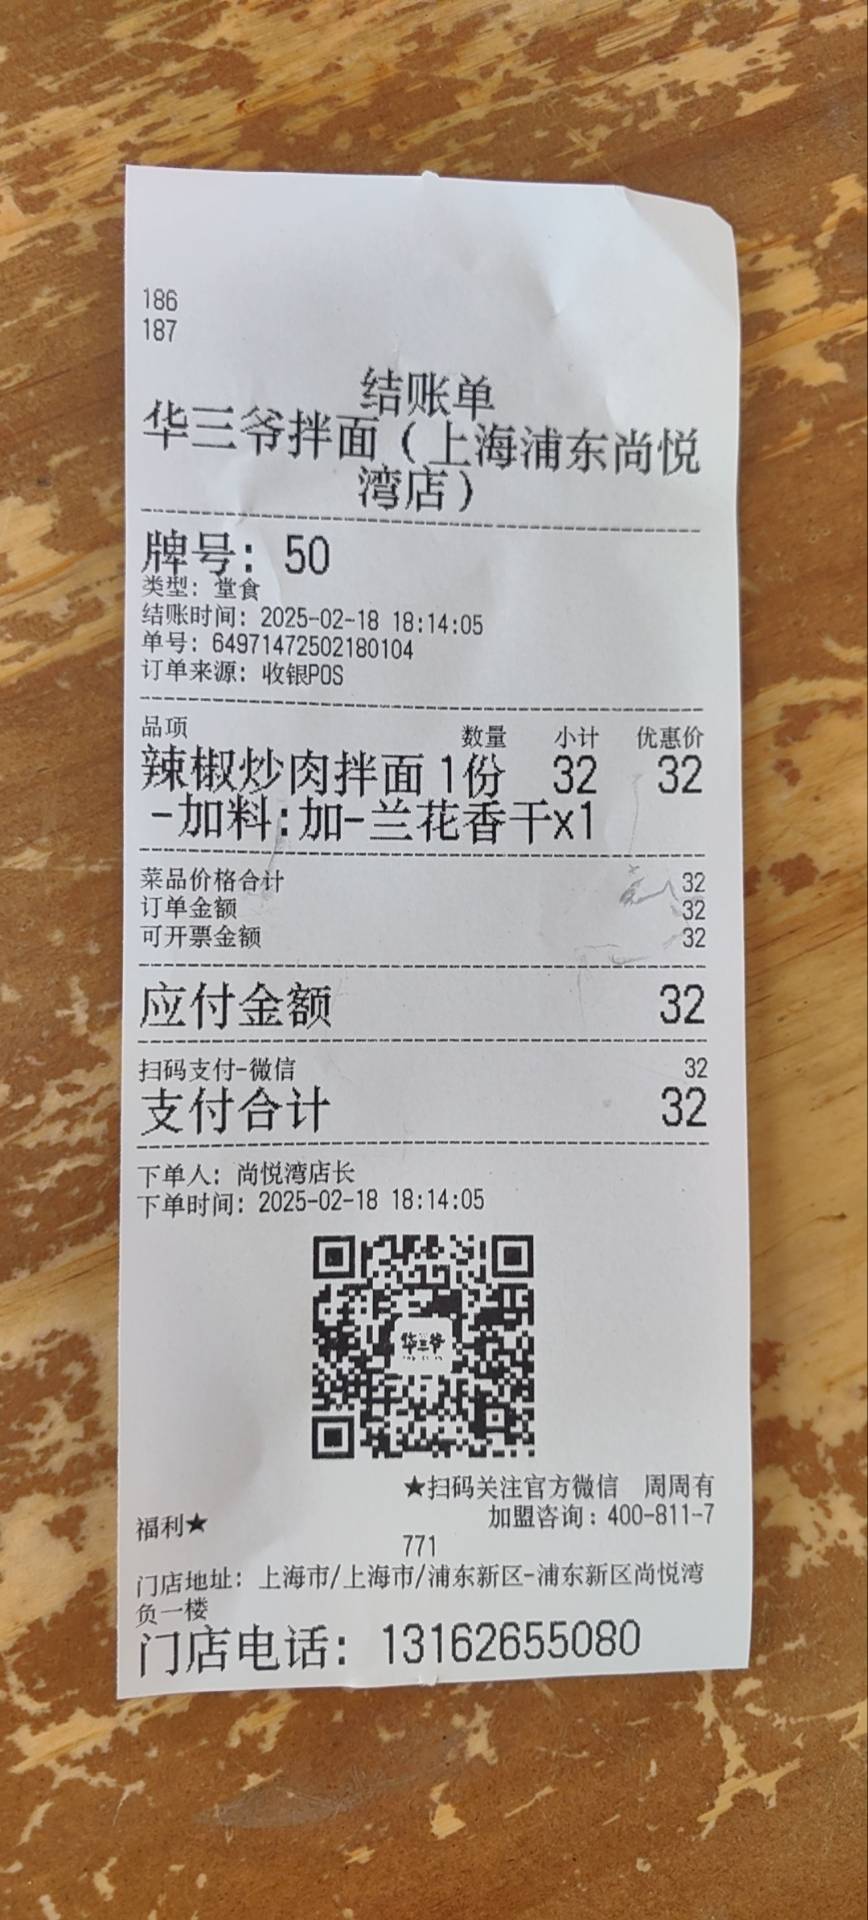 186
187
结账单
华三爷拌面（上海浦东尚悦
湾店）
牌号: 50
类型: 堂食
结账时间: 2025-02-18 18:14:05
单号: 64971472502180104
订单来源: 收银POS
品项 数量 小计 优惠价
辣椒炒肉拌面 1份 32 32
-加料:加-兰花香干x1
菜品价格合计 32
订单金额 32
可开票金额 32
应付金额 32
扫码支付-微信 32
支付合计 32
下单人: 尚悦湾店长
下单时间: 2025-02-18 18:14:05
华三爷
★扫码关注官方微信 周周有
福利★ 加盟咨询: 400-811-7
771
门店地址: 上海市/上海市/浦东新区-浦东新区尚悦湾
负一楼
门店电话: 13162655080